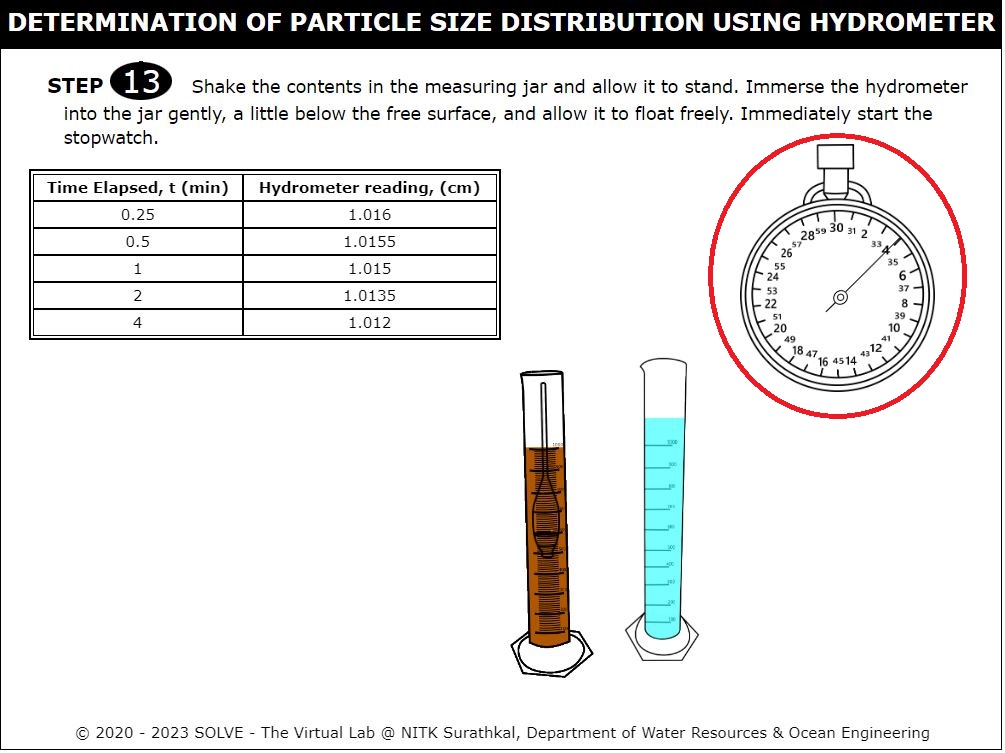 DETERMINATION OF PARTICLE SIZE DISTRIBUTION USING HYDROMETER
STEP 13 Shake the contents in the measuring jar and allow it to stand. Immerse the hydrometer
into the jar gently, a little below the free surface, and allow it to float freely. Immediately start the
stopwatch.
Time Elapsed, t (min) Hydrometer reading, (cm)
0.25 1.016
0.5 1.0155
1 1.015
2 1.0135
4 1.012
30 31 2 33 4 35 6 37 8 39 10 41 12 43 14 45 16 47 18 49 20 51 22 53 24 55 26 57 28 59
1000
900
© 2020 - 2023 SOLVE - The Virtual Lab @ NITK Surathkal, Department of Water Resources & Ocean Engineering